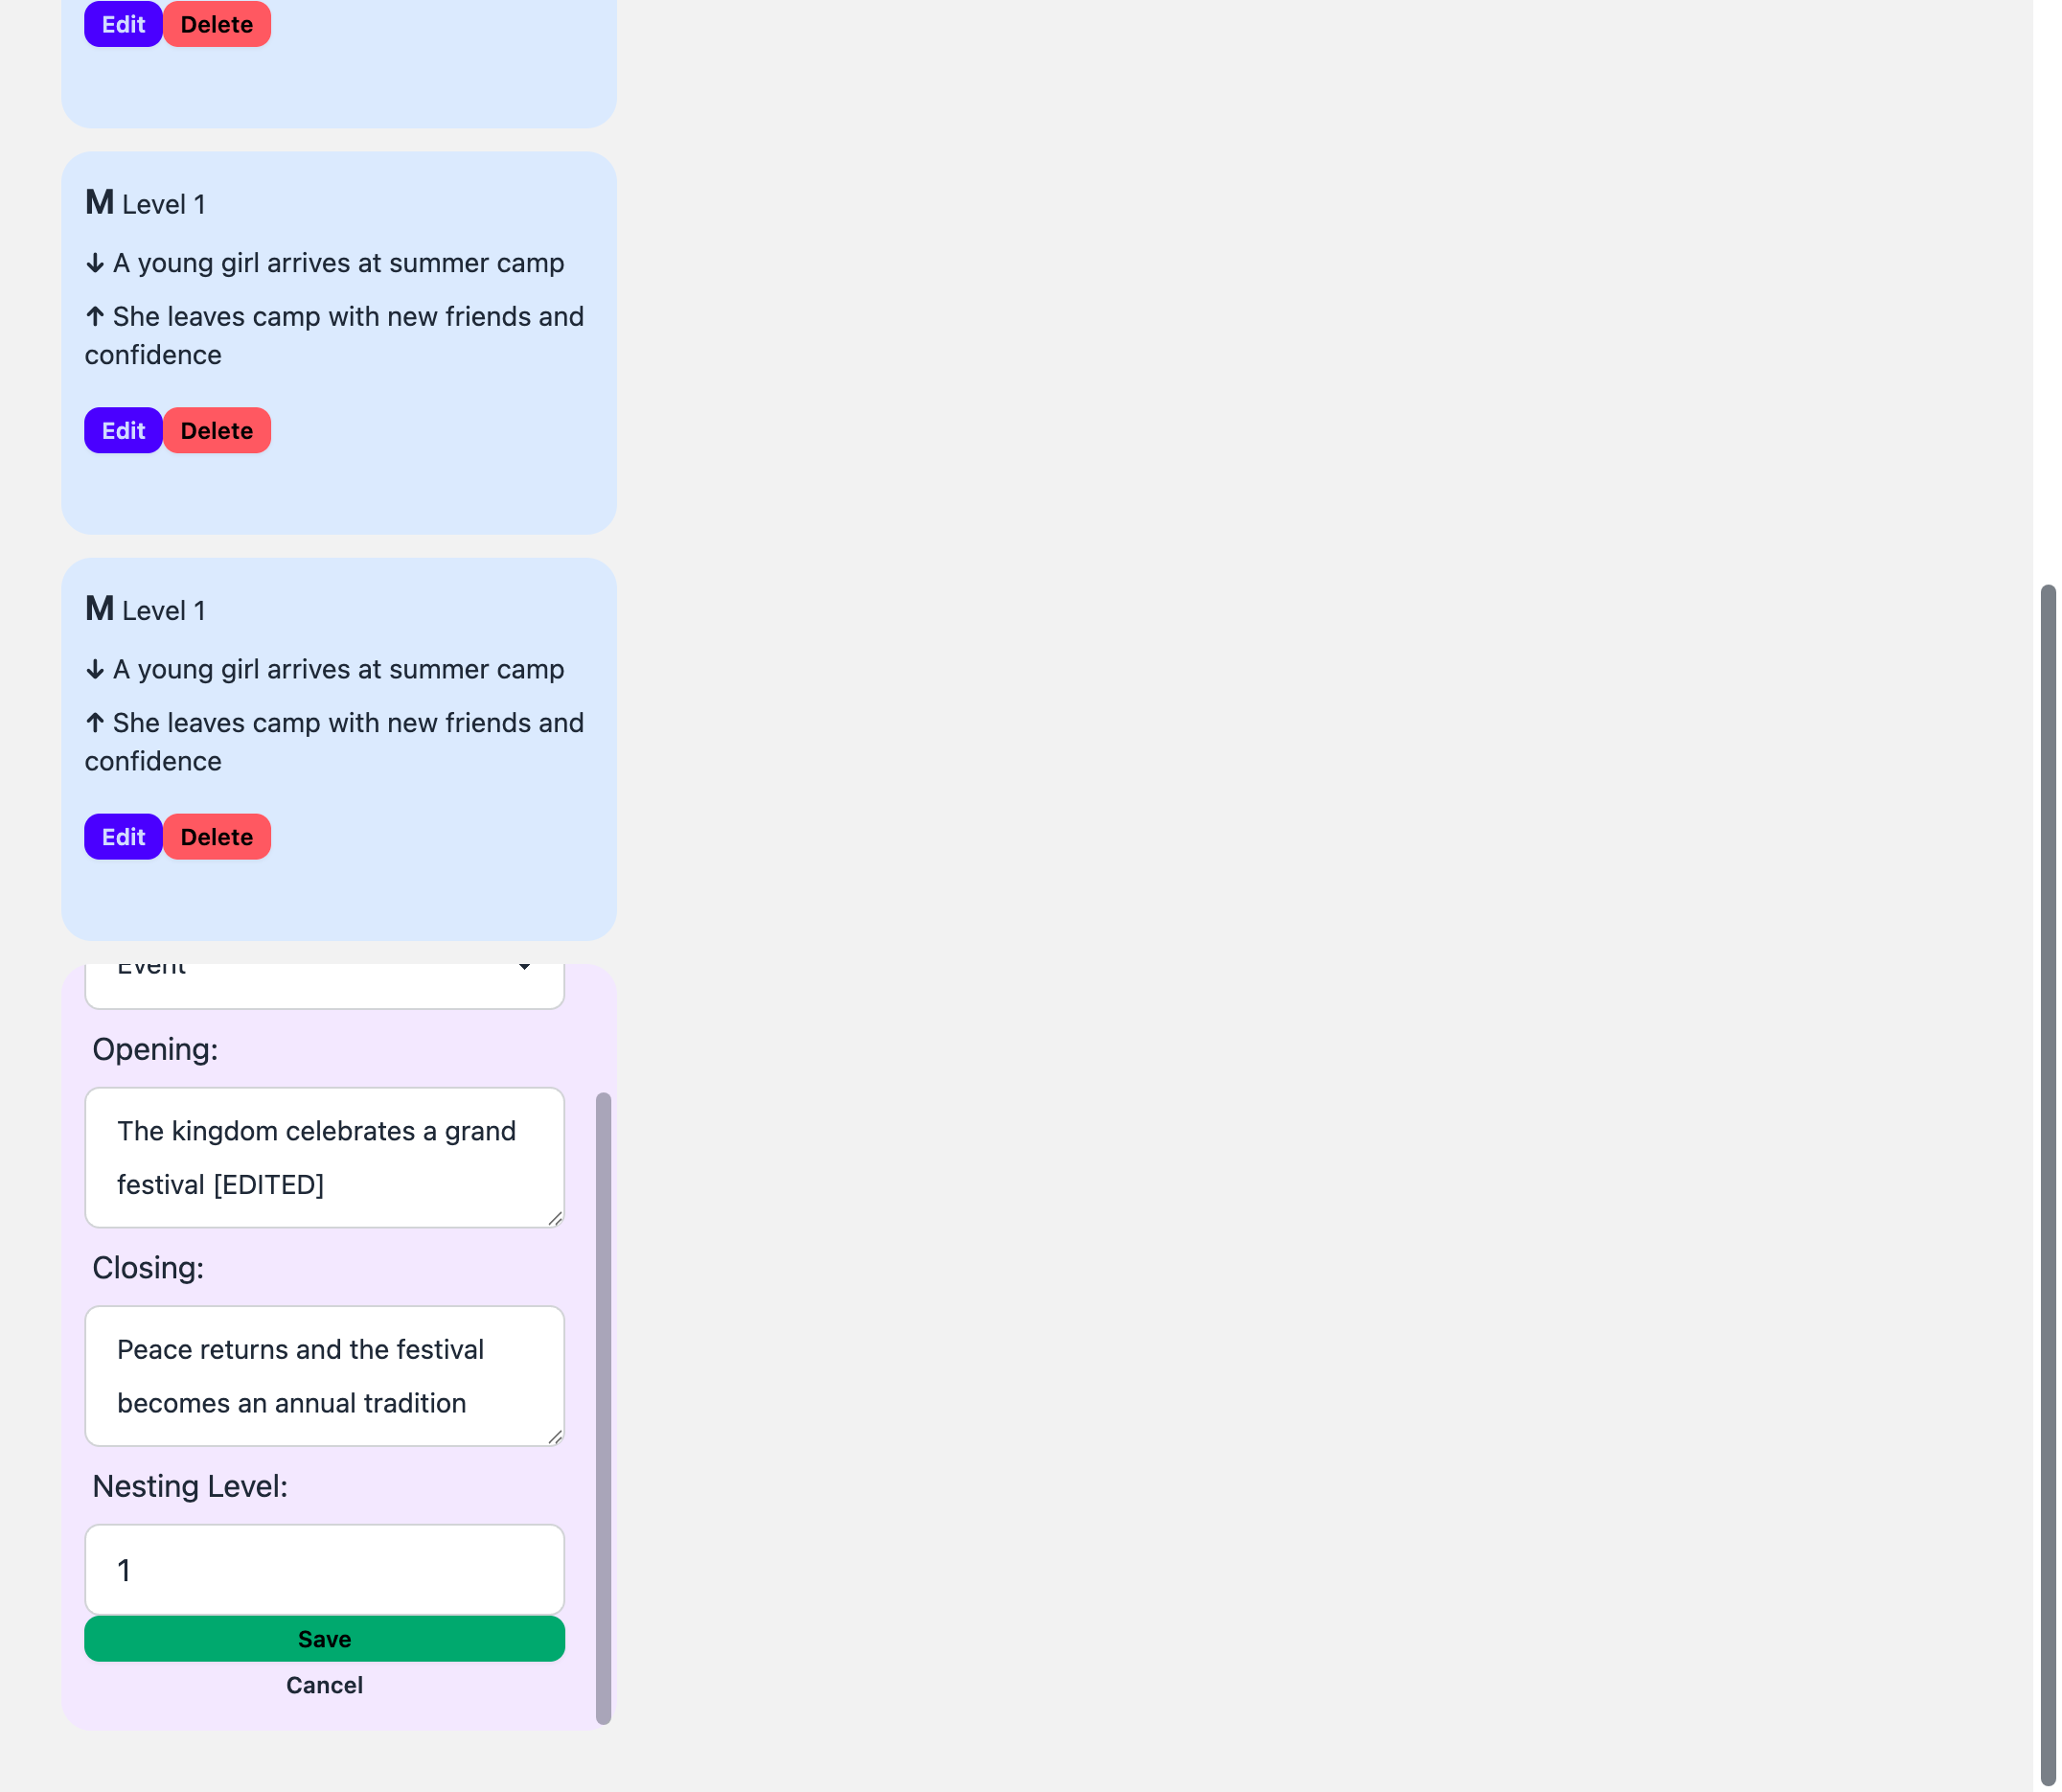 Edit Delete
M Level 1
↓ A young girl arrives at summer camp
↑ She leaves camp with new friends and
confidence
Edit Delete
M Level 1
↓ A young girl arrives at summer camp
↑ She leaves camp with new friends and
confidence
Edit Delete
Event
Opening:
The kingdom celebrates a grand
festival [EDITED]
Closing:
Peace returns and the festival
becomes an annual tradition
Nesting Level:
1
Save
Cancel